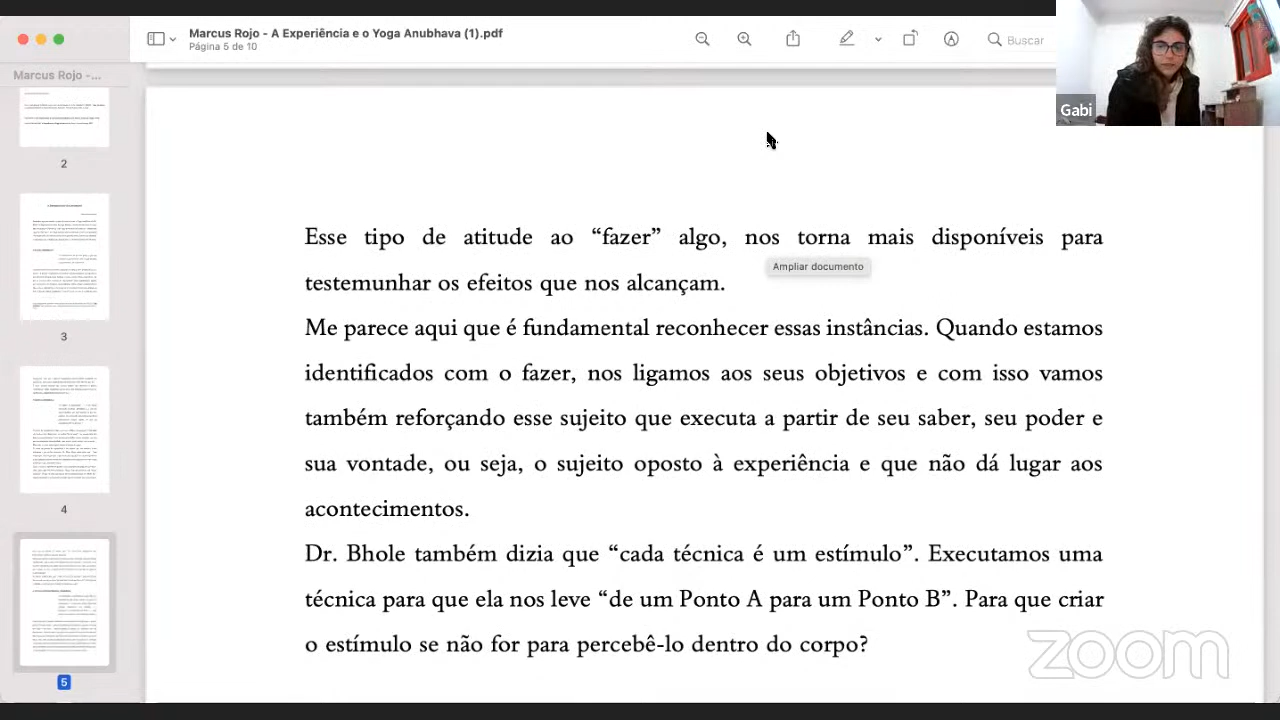 Marcus Rojo - A Experiência e o Yoga Anubhava (1).pdf
Página 5 de 10
Buscar
Gabi
Marcus Rojo -...
2
3
4
5
Esse tipo de atitude ao “fazer” algo, nos torna mais disponíveis para
Ampliar documento
testemunhar os efeitos que nos alcançam.
Me parece aqui que é fundamental reconhecer essas instâncias. Quando estamos
identificados com o fazer, nos ligamos aos seus objetivos e com isso vamos
também reforçando esse sujeito que executa a partir de seu saber, seu poder e
sua vontade, ou seja, o sujeito oposto à experiência e que não dá lugar aos
acontecimentos.
Dr. Bhole também dizia que “cada técnica é um estímulo”. Executamos uma
técnica para que ela nos leve “de um Ponto A para um Ponto B”. Para que criar
o estímulo se não for para percebê-lo dentro do corpo?
zoom